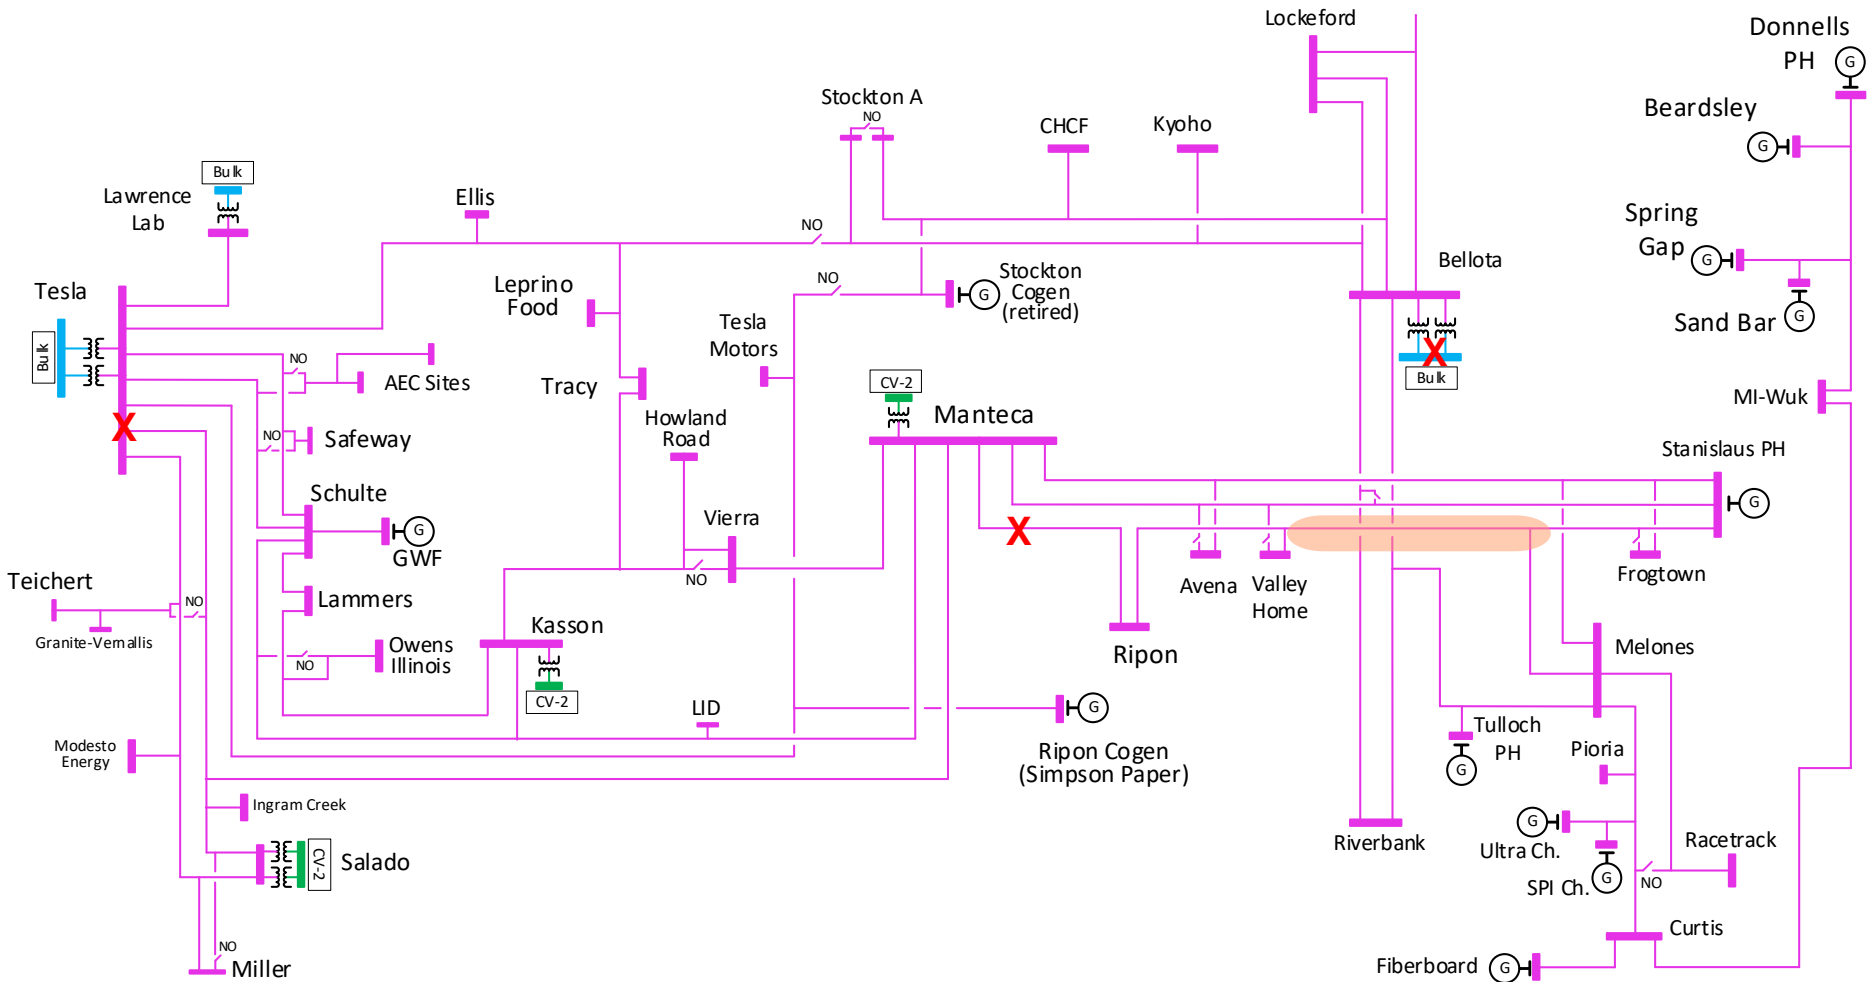 Lockeford
Donnells
PH
G
Stockton A
NO
CHCF
Kyoho
Beardsley
G
Bulk
Lawrence
Lab
Ellis
NO
Spring
Gap
G
Bellota
Tesla
Bulk
Leprino
Food
NO
Stockton
Cogen
(retired)
G
Sand Bar
G
Tesla
Motors
X
Bulk
NO
AEC Sites
Tracy
CV-2
MI-Wuk
Howland
Road
Manteca
X
NO
Safeway
Stanislaus PH
G
Schulte
G
GWF
Vierra
X
NO
Avena
Valley
Home
Frogtown
Teichert
NO
Granite-Vernallis
Lammers
Kasson
Owens
Illinois
NO
Ripon
Melones
CV-2
LID
G
Ripon Cogen
(Simpson Paper)
Tulloch
PH
G
Pioria
Modesto
Energy
Ingram Creek
G
Ultra Ch.
Riverbank
Racetrack
CV-2
Salado
SPI Ch.
G
NO
NO
Miller
Curtis
Fiberboard
G